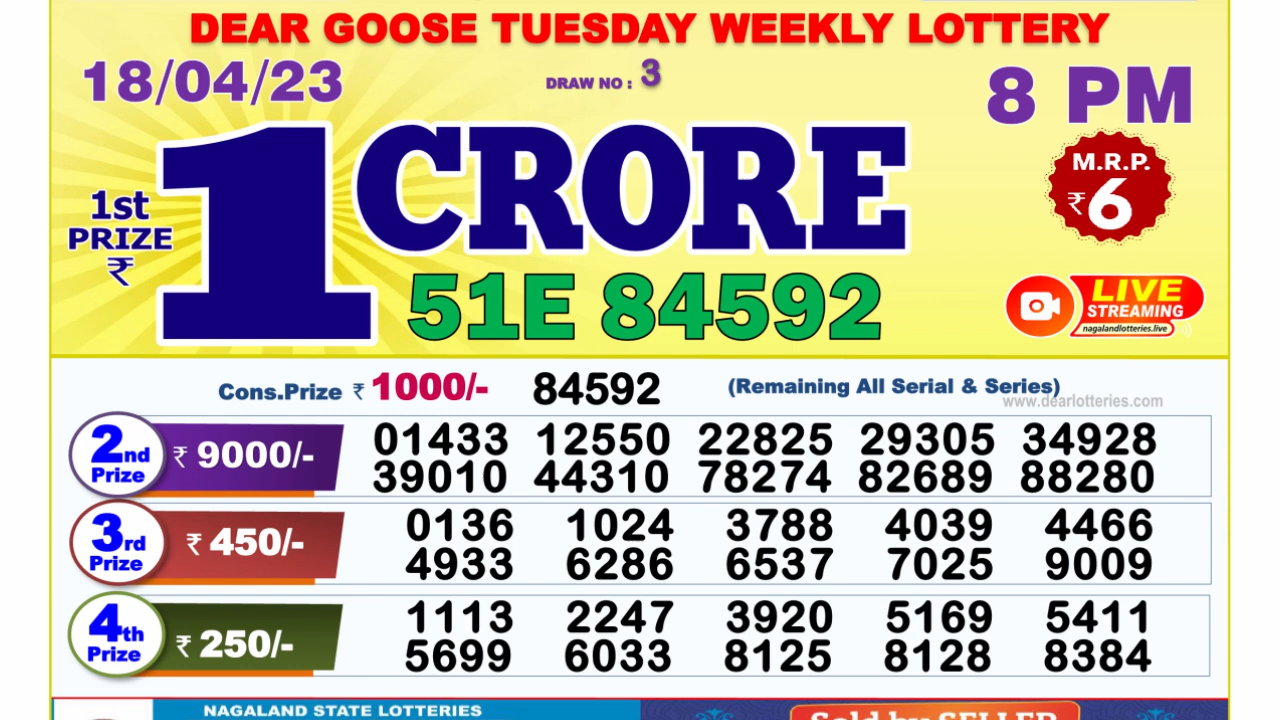 DEAR GOOSE TUESDAY WEEKLY LOTTERY
18/04/23
DRAW NO : 3
8 PM
1st PRIZE ₹
1 CRORE
M.R.P.
₹6
51E 84592
LIVE
STREAMING
nagalandlotteries.live
Cons.Prize ₹ 1000/- 84592 (Remaining All Serial & Series)
www.dearlotteries.com
2nd Prize ₹ 9000/-
01433 12550 22825 29305 34928
39010 44310 78274 82689 88280
3rd Prize ₹ 450/-
0136 1024 3788 4039 4466
4933 6286 6537 7025 9009
4th Prize ₹ 250/-
1113 2247 3920 5169 5411
5699 6033 8125 8128 8384
NAGALAND STATE LOTTERIES
Sold by SELLER